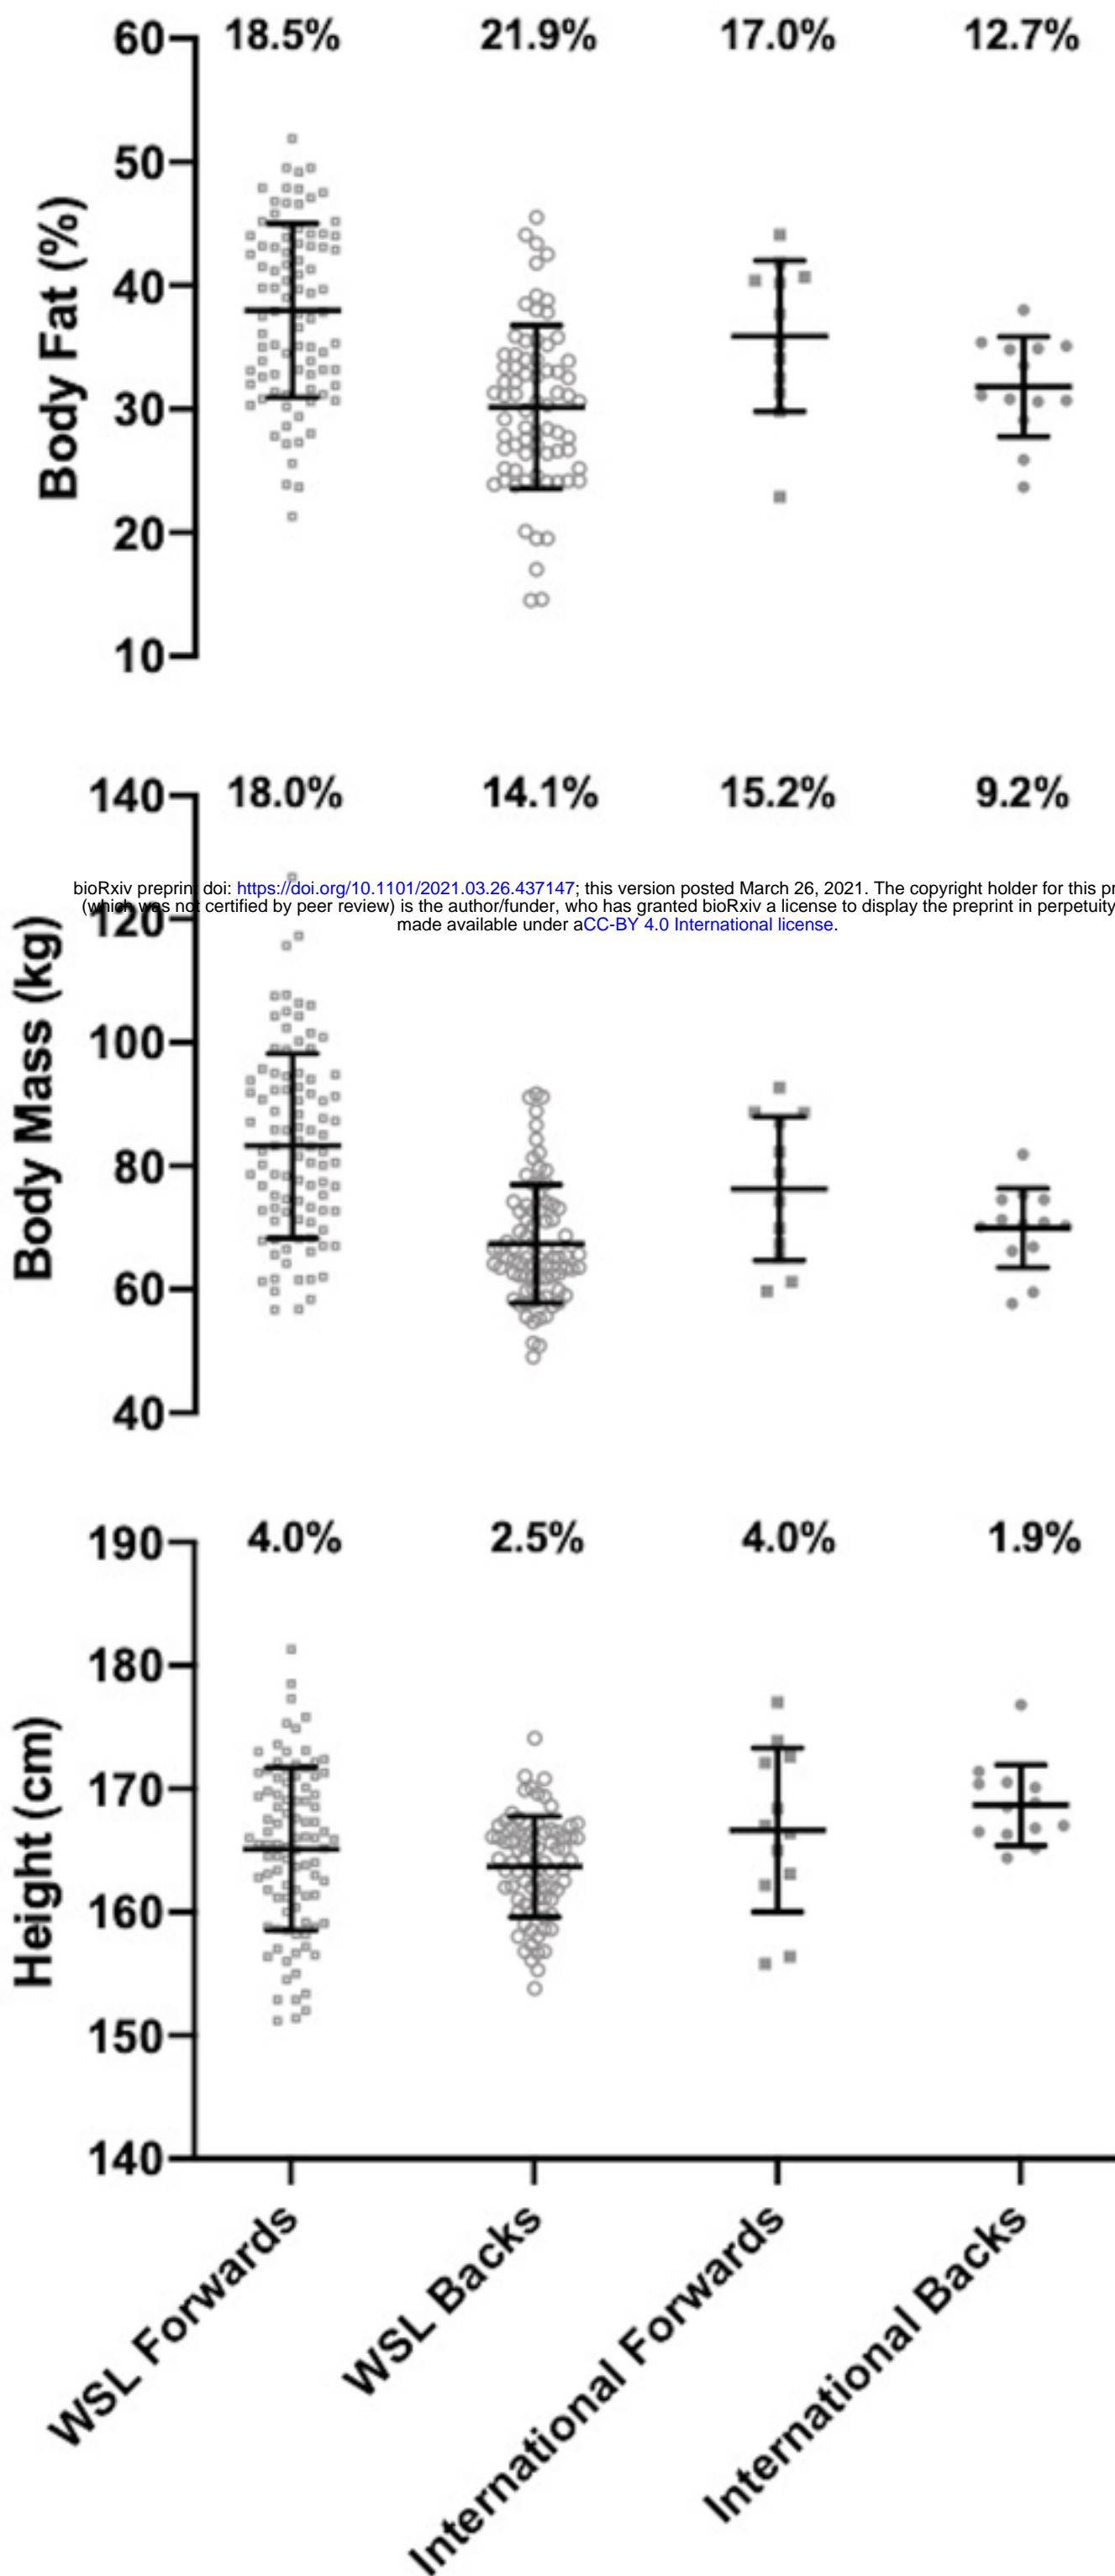 60 18.5% 21.9% 17.0% 12.7%
50
40
Body Fat (%)
30
20
10
140 18.0% 14.1% 15.2% 9.2%
bioRxiv preprint doi: https://doi.org/10.1101/2021.03.26.437147; this version posted March 26, 2021. The copyright holder for this pr
(which was not certified by peer review) is the author/funder, who has granted bioRxiv a license to display the preprint in perpetuity
made available under aCC-BY 4.0 International license.
120
100
Body Mass (kg)
80
60
40
190 4.0% 2.5% 4.0% 1.9%
180
170
Height (cm)
160
150
140
WSL Forwards
WSL Backs
International Forwards
International Backs